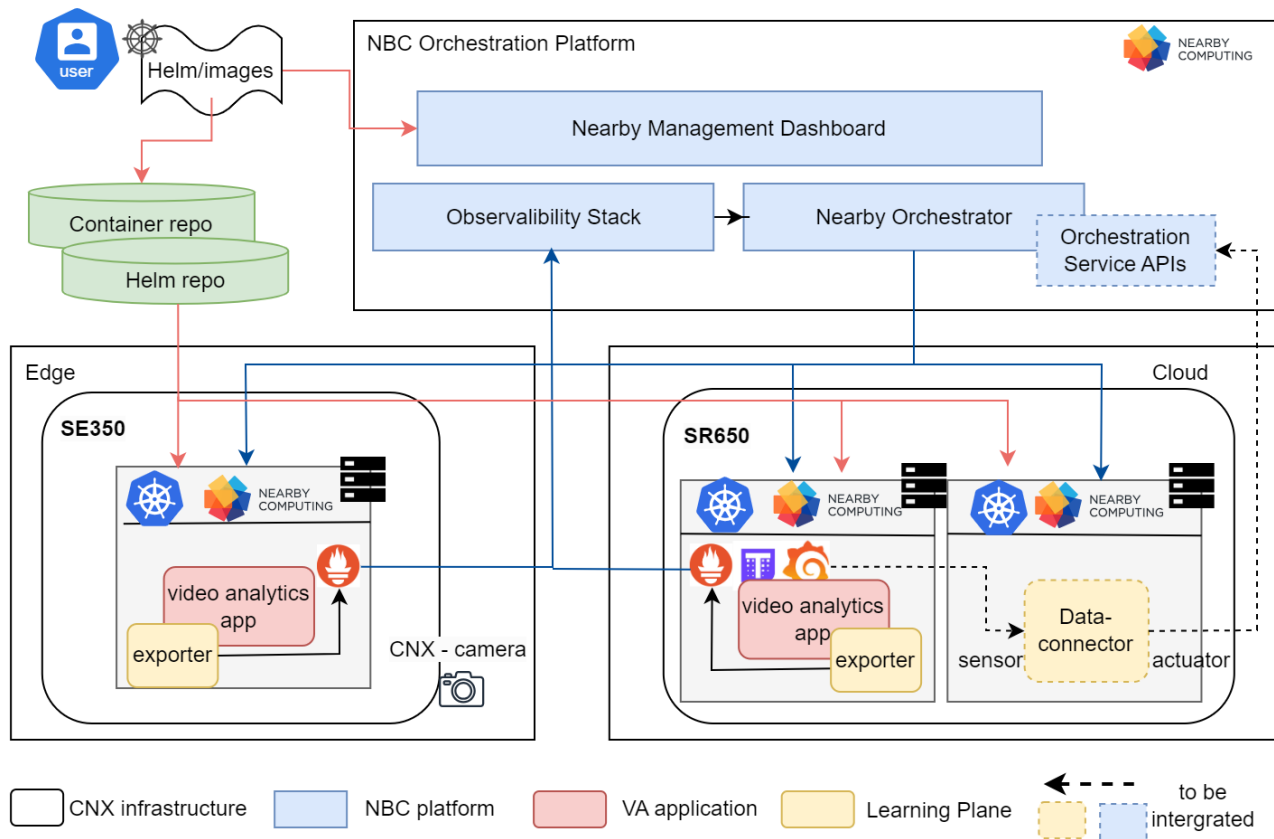 user
Helm/images
NBC Orchestration Platform
NEARBY
COMPUTING
Nearby Management Dashboard
Container repo
Helm repo
Observalibility Stack
Nearby Orchestrator
Orchestration
Service APIs
Edge
SE350
NEARBY
COMPUTING
video analytics
app
exporter
CNX - camera
Cloud
SR650
NEARBY
COMPUTING
T
video analytics
app
exporter
NEARBY
COMPUTING
Data-
connector
sensor
actuator
CNX infrastructure
NBC platform
VA application
Learning Plane
to be
intergrated